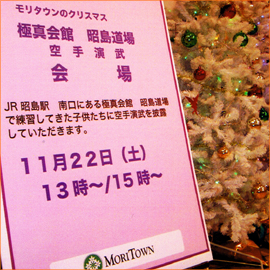 モリタウンのクリスマス
極真会館 昭島道場
空手演武
会場
JR昭島駅 南口にある極真会館 昭島道場
で練習してきた子供たちに空手演武を披露
していただきます。
11月22日（土）
13時～/15時～
MORITOWN